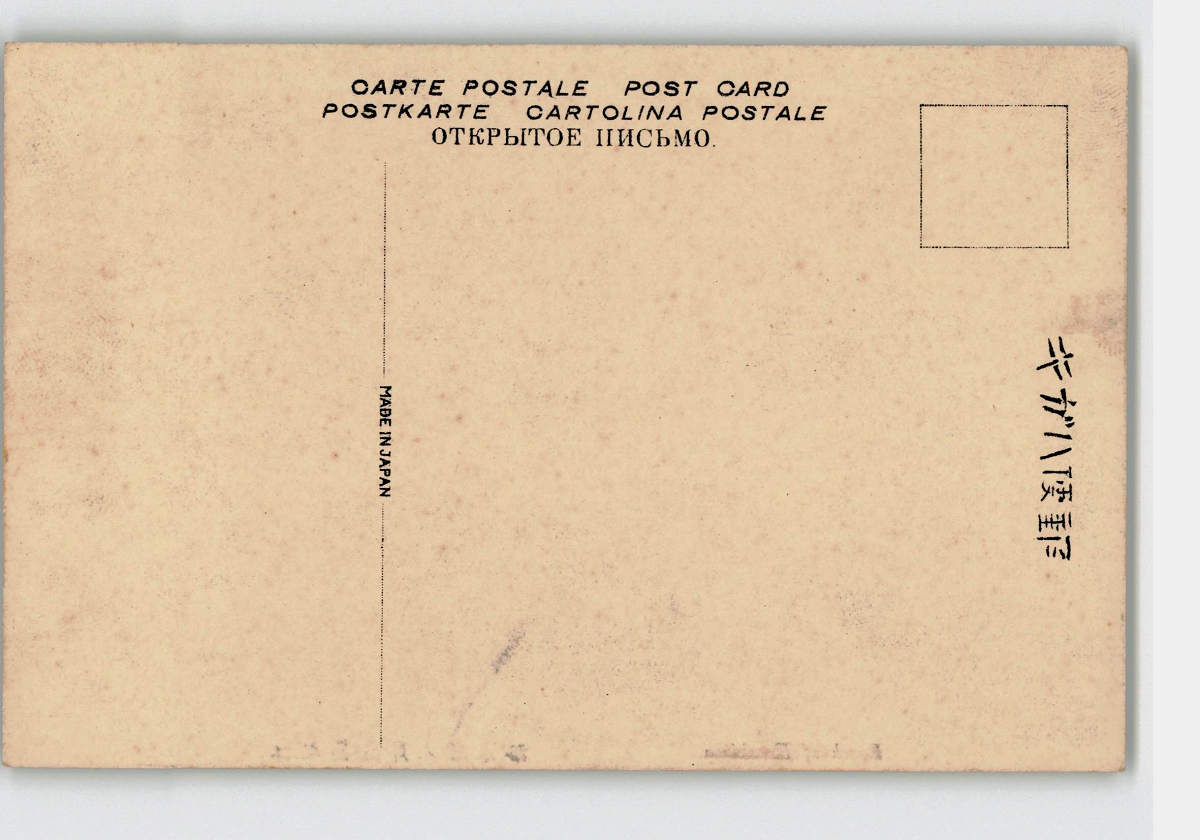 CARTE POSTALE POST CARD
POSTKARTE CARTOLINA POSTALE
ОТКРЫТОЕ ПИСЬМО.
MADE IN JAPAN
郵便ハガキ